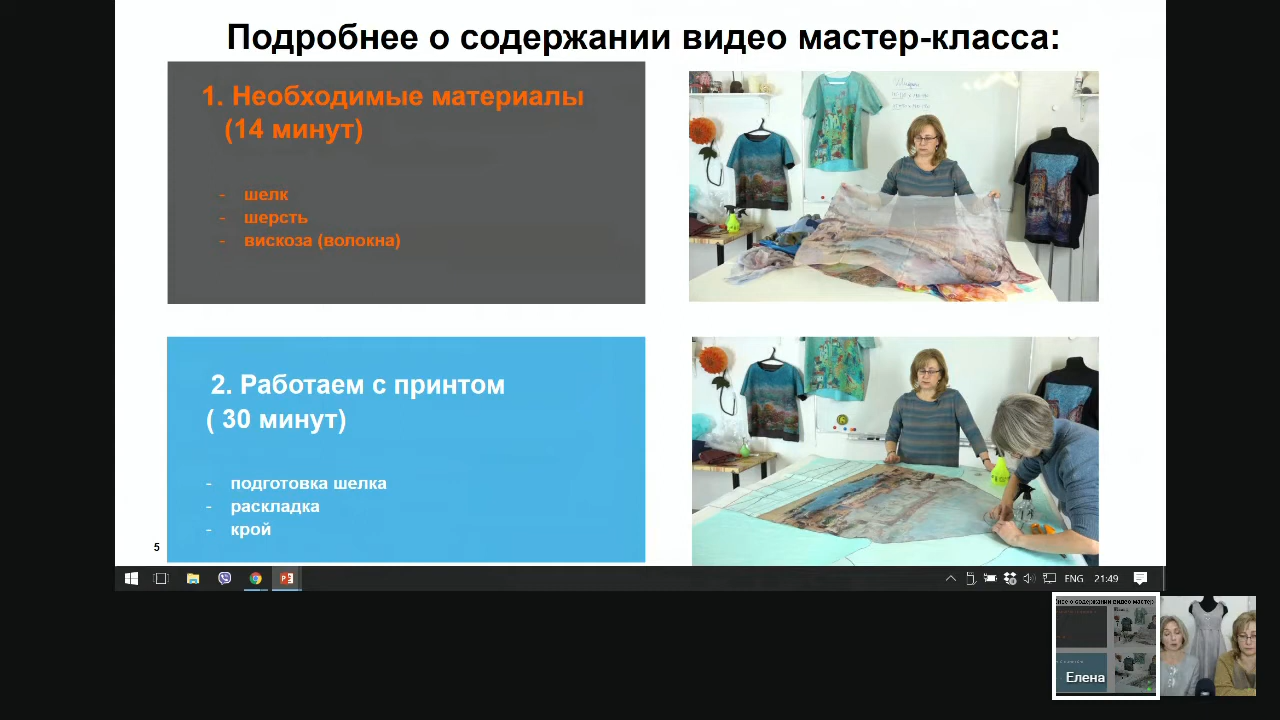 Подробнее о содержании видео мастер-класса:
1. Необходимые материалы
(14 минут)
- шелк
- шерсть
- вискоза (волокна)
2. Работаем с принтом
( 30 минут)
- подготовка шелка
- раскладка
- крой
5
ENG 21:49
Елена